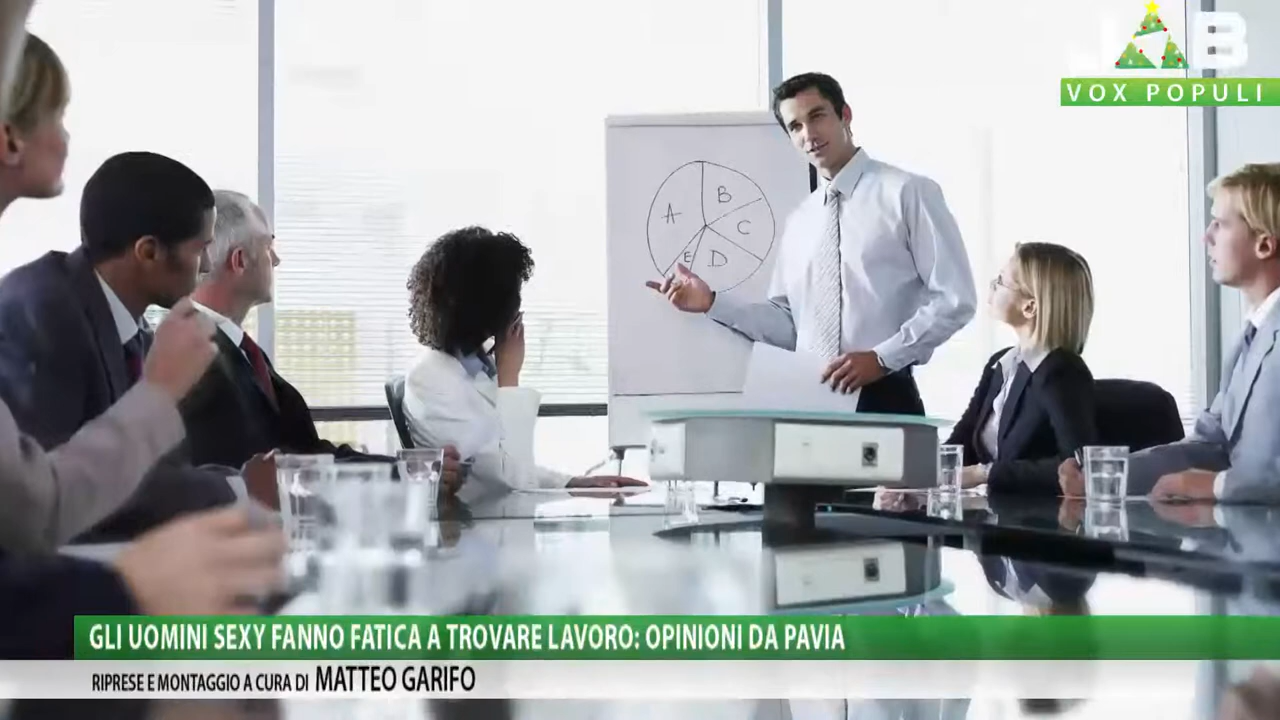 J B
VOX POPULI
A
B
C
D
E
GLI UOMINI SEXY FANNO FATICA A TROVARE LAVORO: OPINIONI DA PAVIA
RIPRESE E MONTAGGIO A CURA DI MATTEO GARIFO